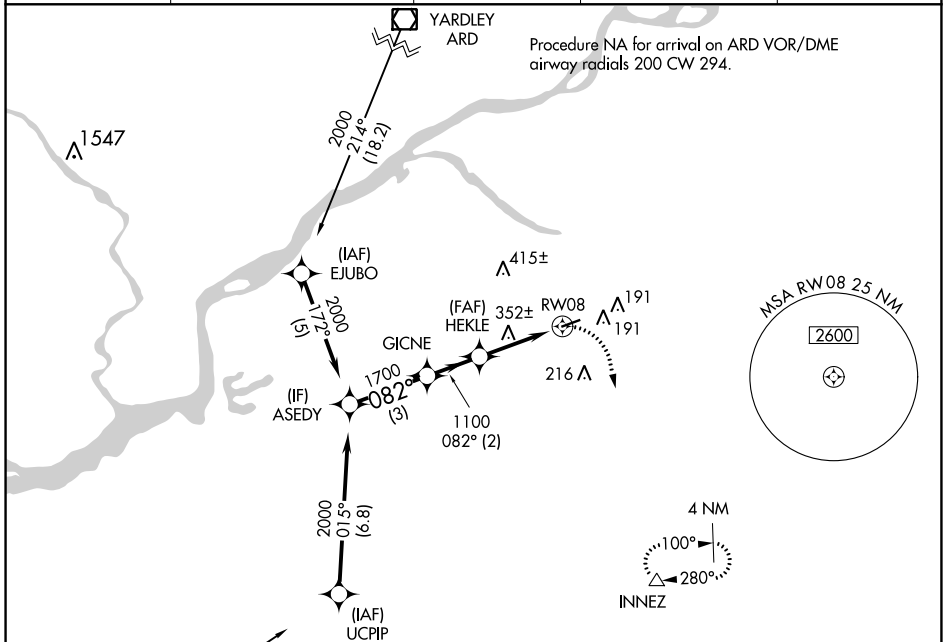 YARDLEY
ARD
Procedure NA for arrival on ARD VOR/DME
airway radials 200 CW 294.
1547
2000
214°
(18.2)
(IAF)
EJUBO
2000
172°
(5)
415±
(FAF)
HEKLE
352±
RW08
191
191
216
GICNE
(IF)
ASEDY
1700
082°
(3)
1100
082° (2)
MSA RW08 25 NM
2600
2000
015°
(6.8)
(IAF)
UCPIP
4 NM
100°
280°
INNEZ